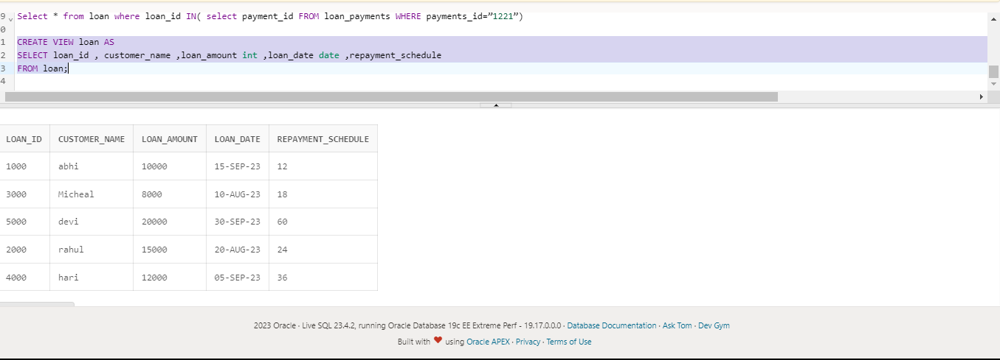 9 Select * from loan where loan_id IN( select payment_id FROM loan_payments WHERE payments_id=”1221”)
0
1 CREATE VIEW loan AS
2 SELECT loan_id , customer_name ,loan_amount int ,loan_date date ,repayment_schedule
3 FROM loan;
4
LOAN_ID CUSTOMER_NAME LOAN_AMOUNT LOAN_DATE REPAYMENT_SCHEDULE
1000 abhi 10000 15-SEP-23 12
3000 Micheal 8000 10-AUG-23 18
5000 devi 20000 30-SEP-23 60
2000 rahul 15000 20-AUG-23 24
4000 hari 12000 05-SEP-23 36
2023 Oracle · Live SQL 23.4.2, running Oracle Database 19c EE Extreme Perf - 19.17.0.0.0 · Database Documentation · Ask Tom · Dev Gym
Built with ❤ using Oracle APEX · Privacy · Terms of Use